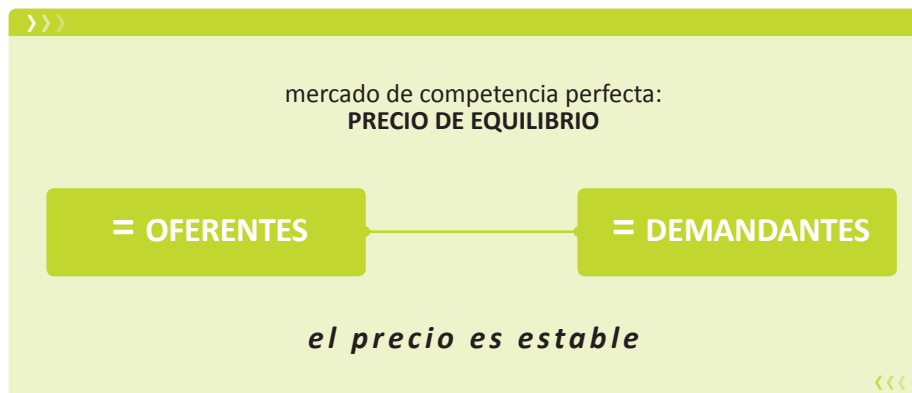 mercado de competencia perfecta:
PRECIO DE EQUILIBRIO
= OFERENTES
= DEMANDANTES
el precio es estable